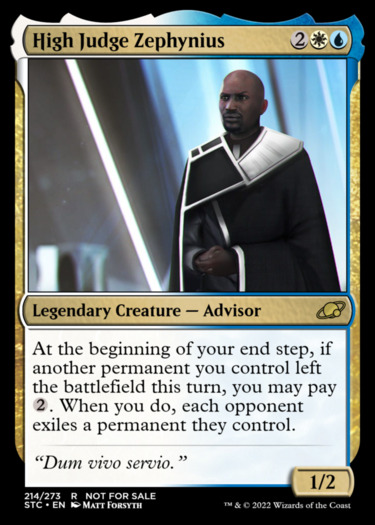 High Judge Zephynius 2
Legendary Creature — Advisor
At the beginning of your end step, if
another permanent you control left
the battlefield this turn, you may pay
2. When you do, each opponent
exiles a permanent they control.
“Dum vivo servio.”
1/2
214/273 R NOT FOR SALE
STC • EN Matt Forsyth
™ & © 2022 Wizards of the Coast